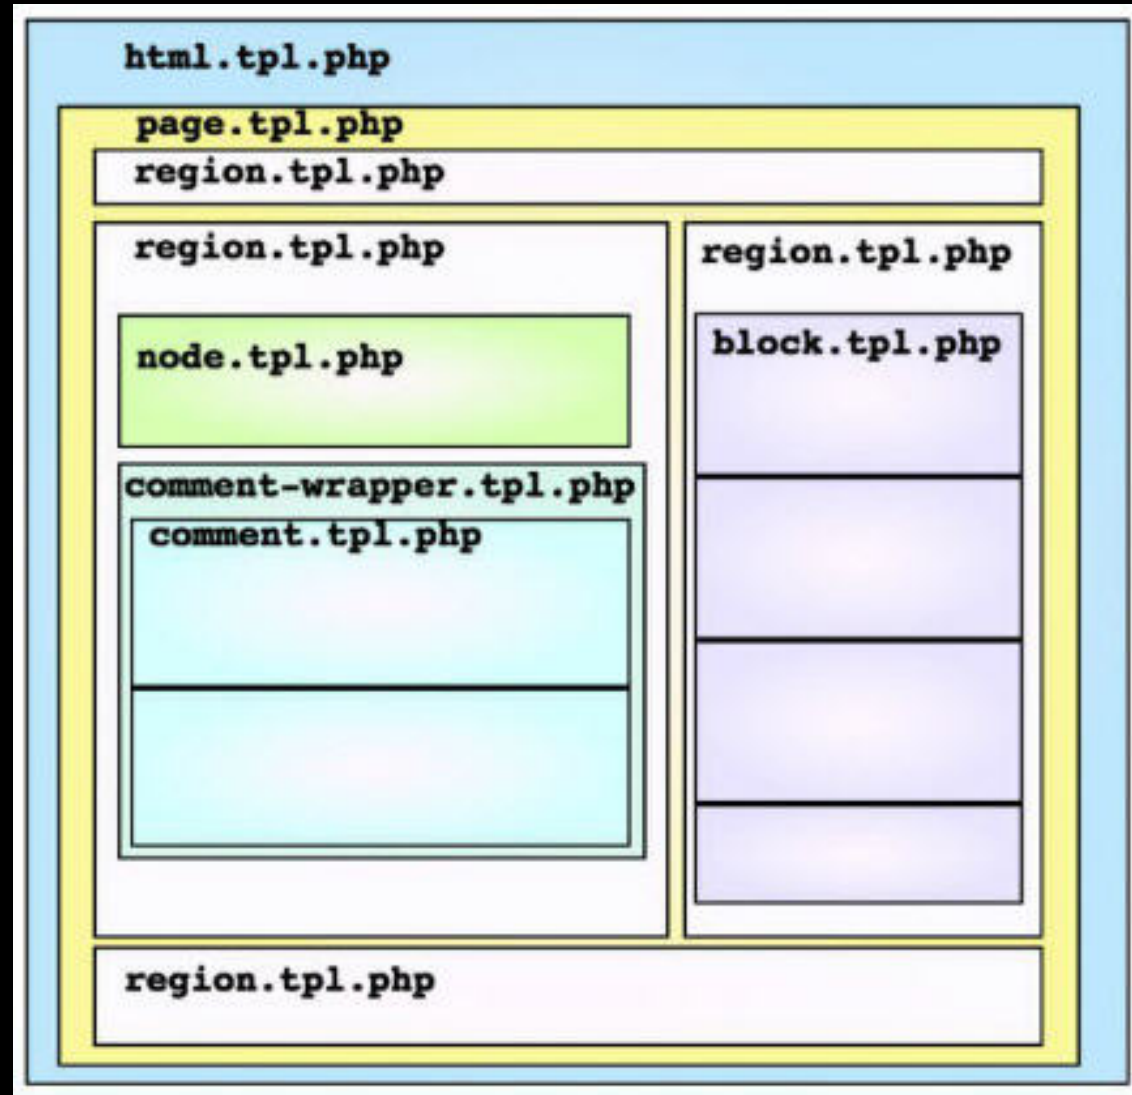 html.tpl.php
page.tpl.php
region.tpl.php
region.tpl.php
node.tpl.php
comment-wrapper.tpl.php
comment.tpl.php
region.tpl.php
block.tpl.php
region.tpl.php